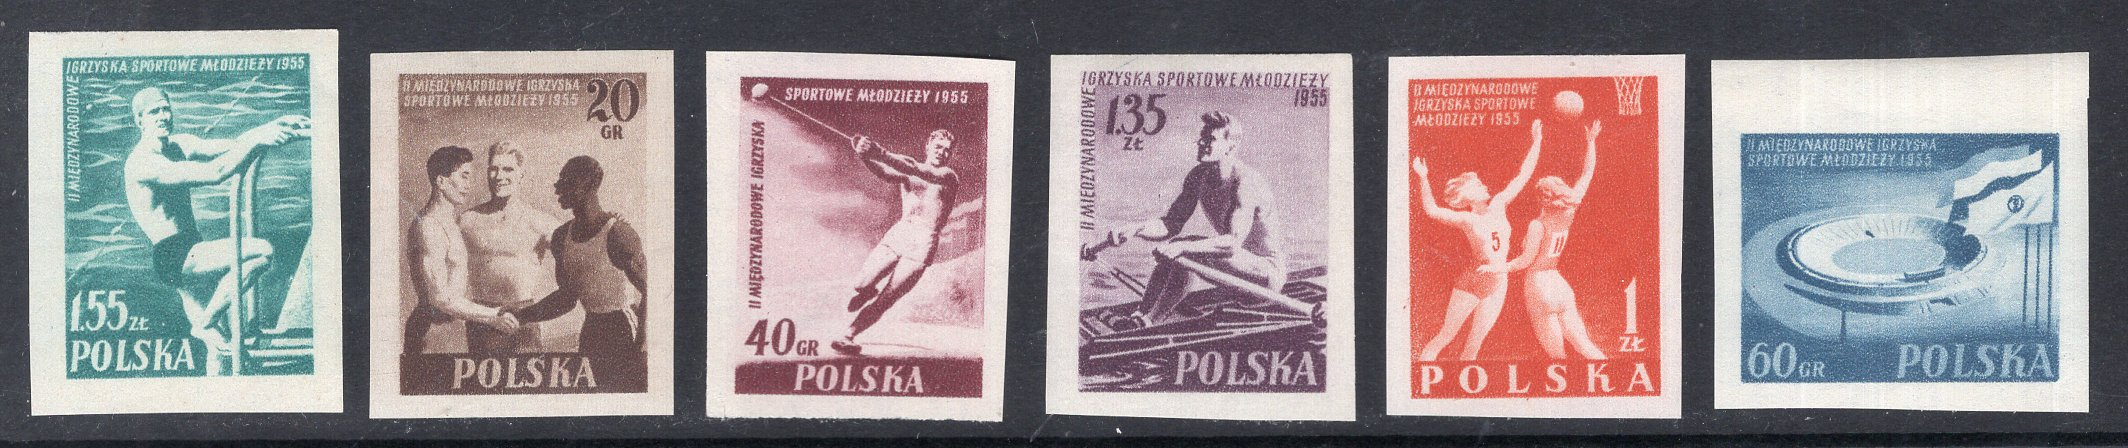 IGRZYSKA SPORTOWE MŁODZIEŻY 1955
II MIĘDZYNARODOWE
1.55 ZŁ
POLSKA
II MIĘDZYNARODOWE IGRZYSKA
SPORTOWE MŁODZIEŻY 1955
20
GR
POLSKA
SPORTOWE MŁODZIEŻY 1955
II MIĘDZYNARODOWE IGRZYSKA
40 GR
POLSKA
IGRZYSKA SPORTOWE MŁODZIEŻY
1955
II MIĘDZYNARODOWE
1.35
ZŁ
POLSKA
II MIĘDZYNARODOWE
IGRZYSKA SPORTOWE
MŁODZIEŻY 1955
5
11
1
ZŁ
POLSKA
II MIĘDZYNARODOWE IGRZYSKA
SPORTOWE MŁODZIEŻY 1955
60 GR POLSKA